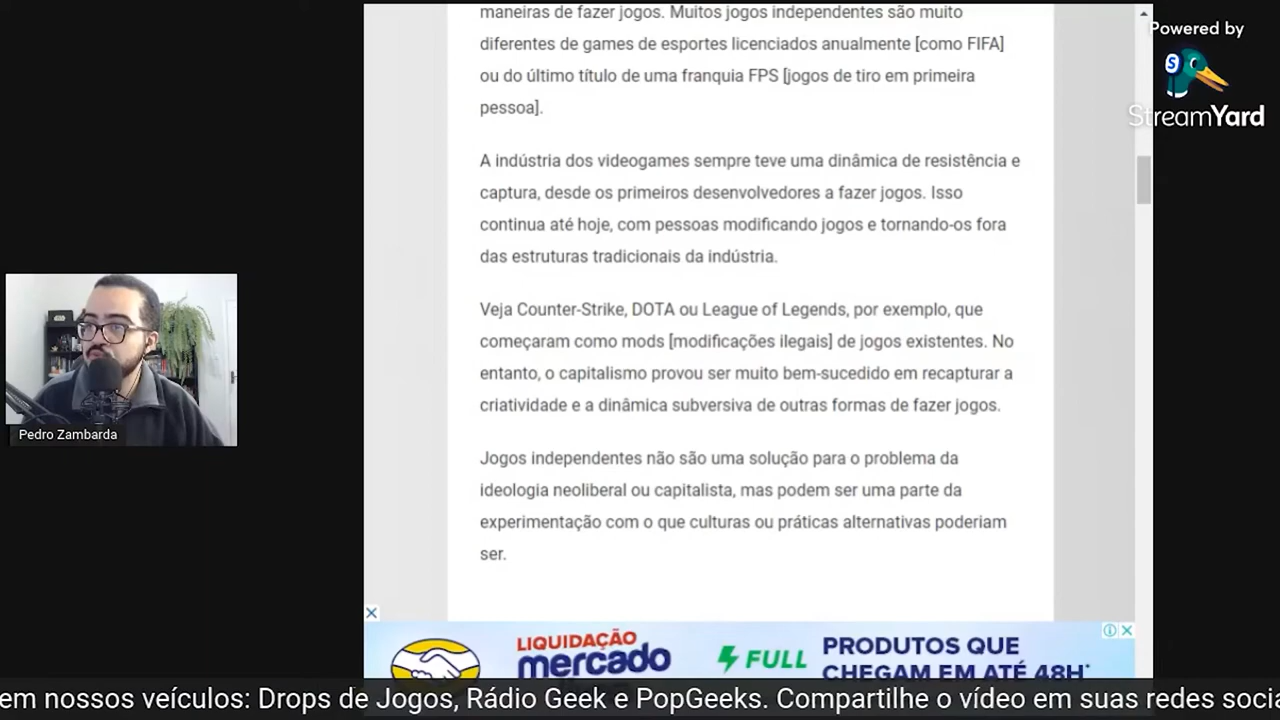 maneiras de fazer jogos. Muitos jogos independentes são muito
diferentes de games de esportes licenciados anualmente [como FIFA]
ou do último título de uma franquia FPS [jogos de tiro em primeira
pessoa].
A indústria dos videogames sempre teve uma dinâmica de resistência e
captura, desde os primeiros desenvolvedores a fazer jogos. Isso
continua até hoje, com pessoas modificando jogos e tornando-os fora
das estruturas tradicionais da indústria.
Veja Counter-Strike, DOTA ou League of Legends, por exemplo, que
começaram como mods [modificações ilegais] de jogos existentes. No
entanto, o capitalismo provou ser muito bem-sucedido em recapturar a
criatividade e a dinâmica subversiva de outras formas de fazer jogos.
Jogos independentes não são uma solução para o problema da
ideologia neoliberal ou capitalista, mas podem ser uma parte da
experimentação com o que culturas ou práticas alternativas poderiam
ser.
Powered by
S
StreamYard
Pedro Zambarda
LIQUIDAÇÃO
mercado
FULL
PRODUTOS QUE
CHEGAM EM ATÉ 48H*
em nossos veículos: Drops de Jogos, Rádio Geek e PopGeeks. Compartilhe o vídeo em suas redes socia